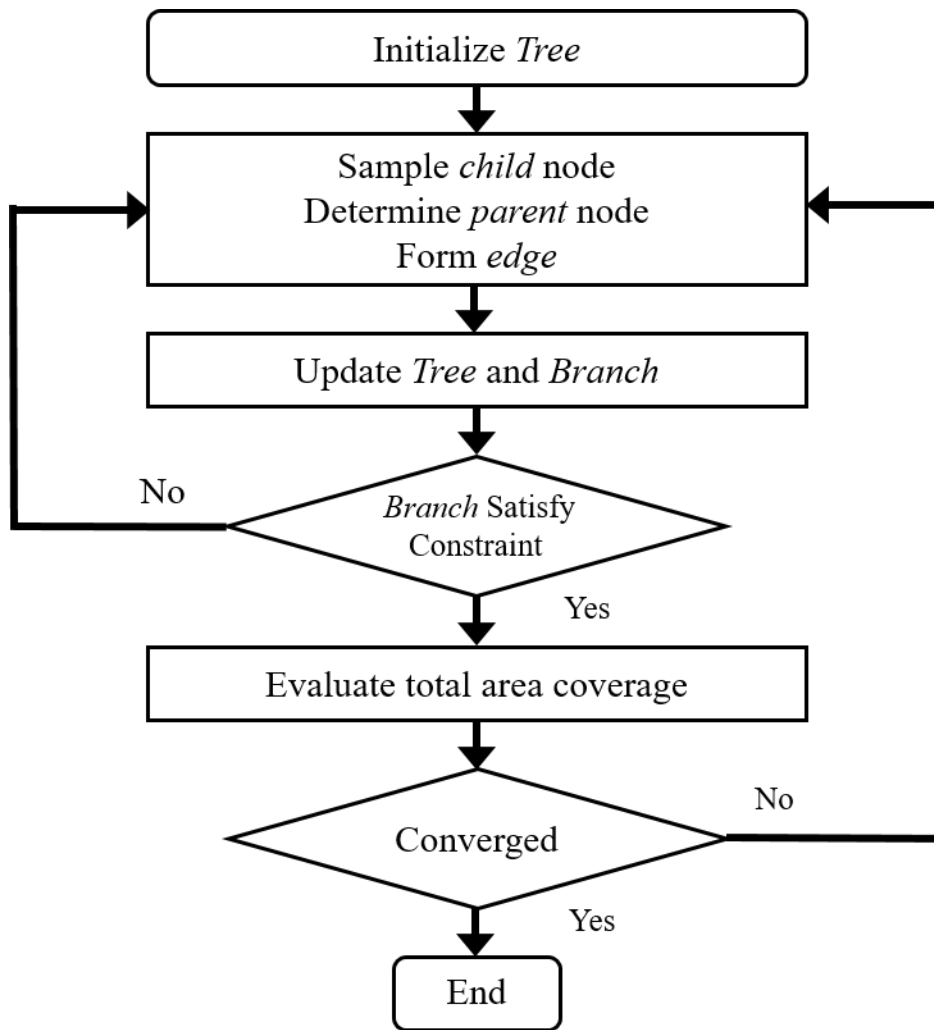 Initialize Tree
Sample child node
Determine parent node
Form edge
Update Tree and Branch
No
Branch Satisfy
Constraint
Yes
Evaluate total area coverage
No
Converged
Yes
End